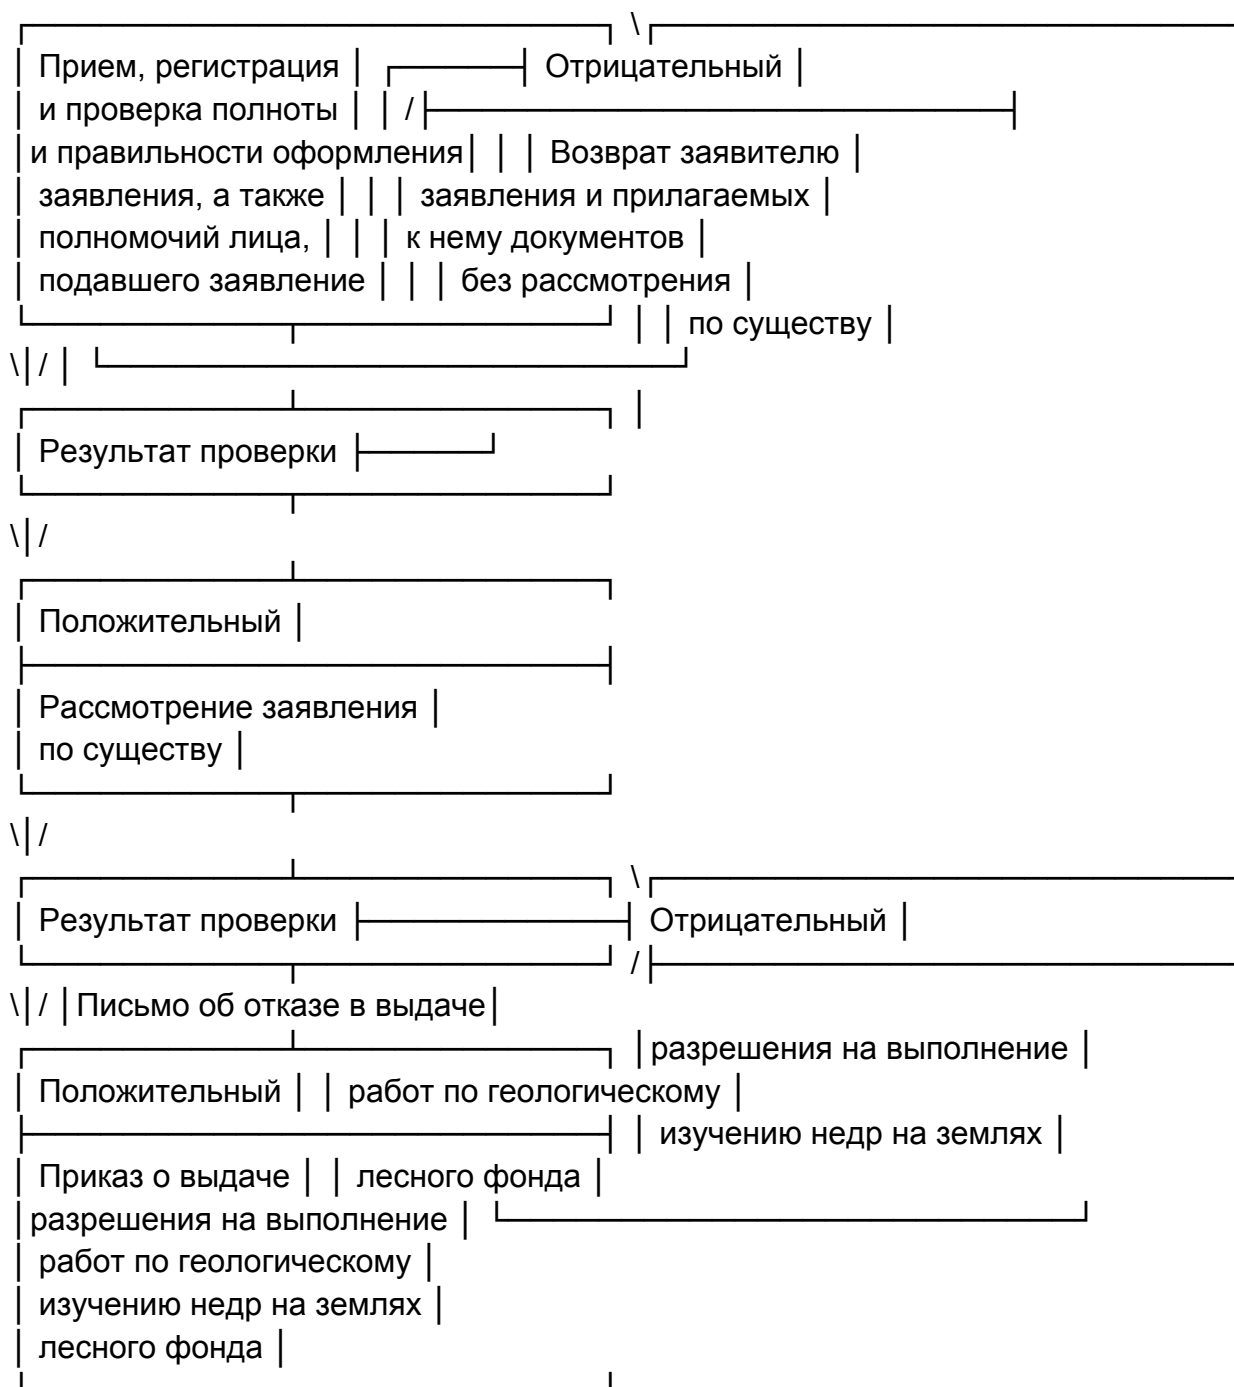 ┌─────────────────────────┐ \┌─────────────────────────
│ Прием, регистрация │ ┌─────┤ Отрицательный │
│ и проверка полноты │ │ /├─────────────────────────┤
│и правильности оформления│ │ │ Возврат заявителю │
│ заявления, а также │ │ │ заявления и прилагаемых │
│ полномочий лица, │ │ │ к нему документов │
│ подавшего заявление │ │ │ без рассмотрения │
└───────────┬─────────────┘ │ │ по существу │
\│/ │ └─────────────────────────┘
┌───────────┴─────────────┐ │
│ Результат проверки ├─────┘
└───────────┬─────────────┘
\│/
┌───────────┴─────────────┐
│ Положительный │
├─────────────────────────┤
│ Рассмотрение заявления │
│ по существу │
└───────────┬─────────────┘
\│/
┌───────────┴─────────────┐ \┌─────────────────────────
│ Результат проверки ├───────────┤ Отрицательный │
└───────────┬─────────────┘ /├─────────────────────────
\│/ │Письмо об отказе в выдаче│
┌───────────┴─────────────┐ │разрешения на выполнение │
│ Положительный │ │ работ по геологическому │
├─────────────────────────┤ │ изучению недр на землях │
│ Приказ о выдаче │ │ лесного фонда │
│разрешения на выполнение │ └─────────────────────────┘
│ работ по геологическому │
│ изучению недр на землях │
│ лесного фонда │